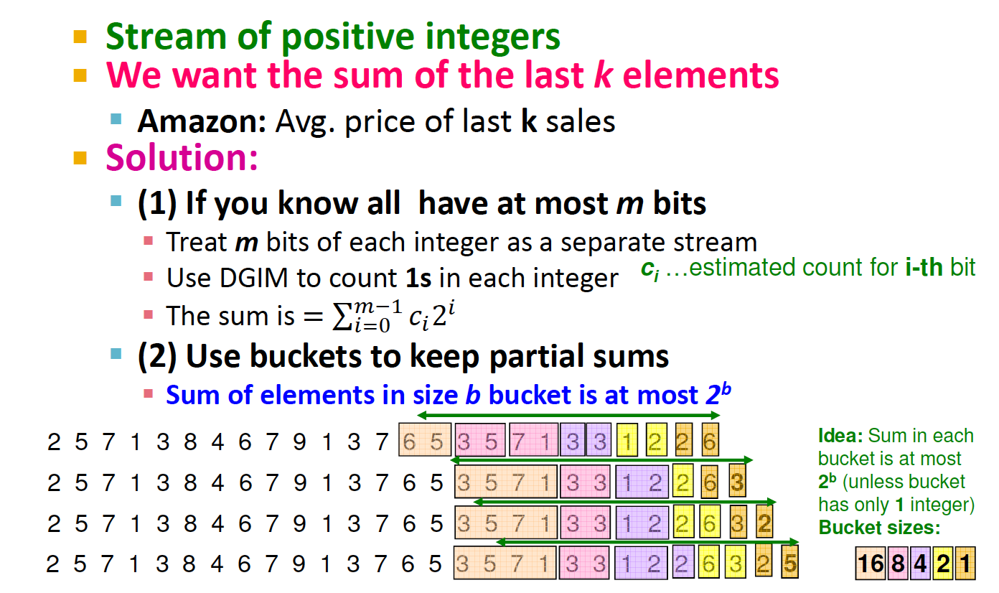 Stream of positive integers
We want the sum of the last k elements
Amazon: Avg. price of last k sales
Solution:
(1) If you know all have at most m bits
Treat m bits of each integer as a separate stream
Use DGIM to count 1s in each integer
cᵢ …estimated count for i-th bit
The sum is = ∑ᵢ₌₀ᵐ⁻¹ cᵢ2ⁱ
(2) Use buckets to keep partial sums
Sum of elements in size b bucket is at most 2ᵇ
2 5 7 1 3 8 4 6 7 9 1 3 7 6 5 3 5 7 1 3 3 1 2 2 6
2 5 7 1 3 8 4 6 7 9 1 3 7 6 5 3 5 7 1 3 3 1 2 2 6 3
2 5 7 1 3 8 4 6 7 9 1 3 7 6 5 3 5 7 1 3 3 1 2 2 6 3 2
2 5 7 1 3 8 4 6 7 9 1 3 7 6 5 3 5 7 1 3 3 1 2 2 6 3 2 5
Idea: Sum in each
bucket is at most
2ᵇ (unless bucket
has only 1 integer)
Bucket sizes:
16 8 4 2 1